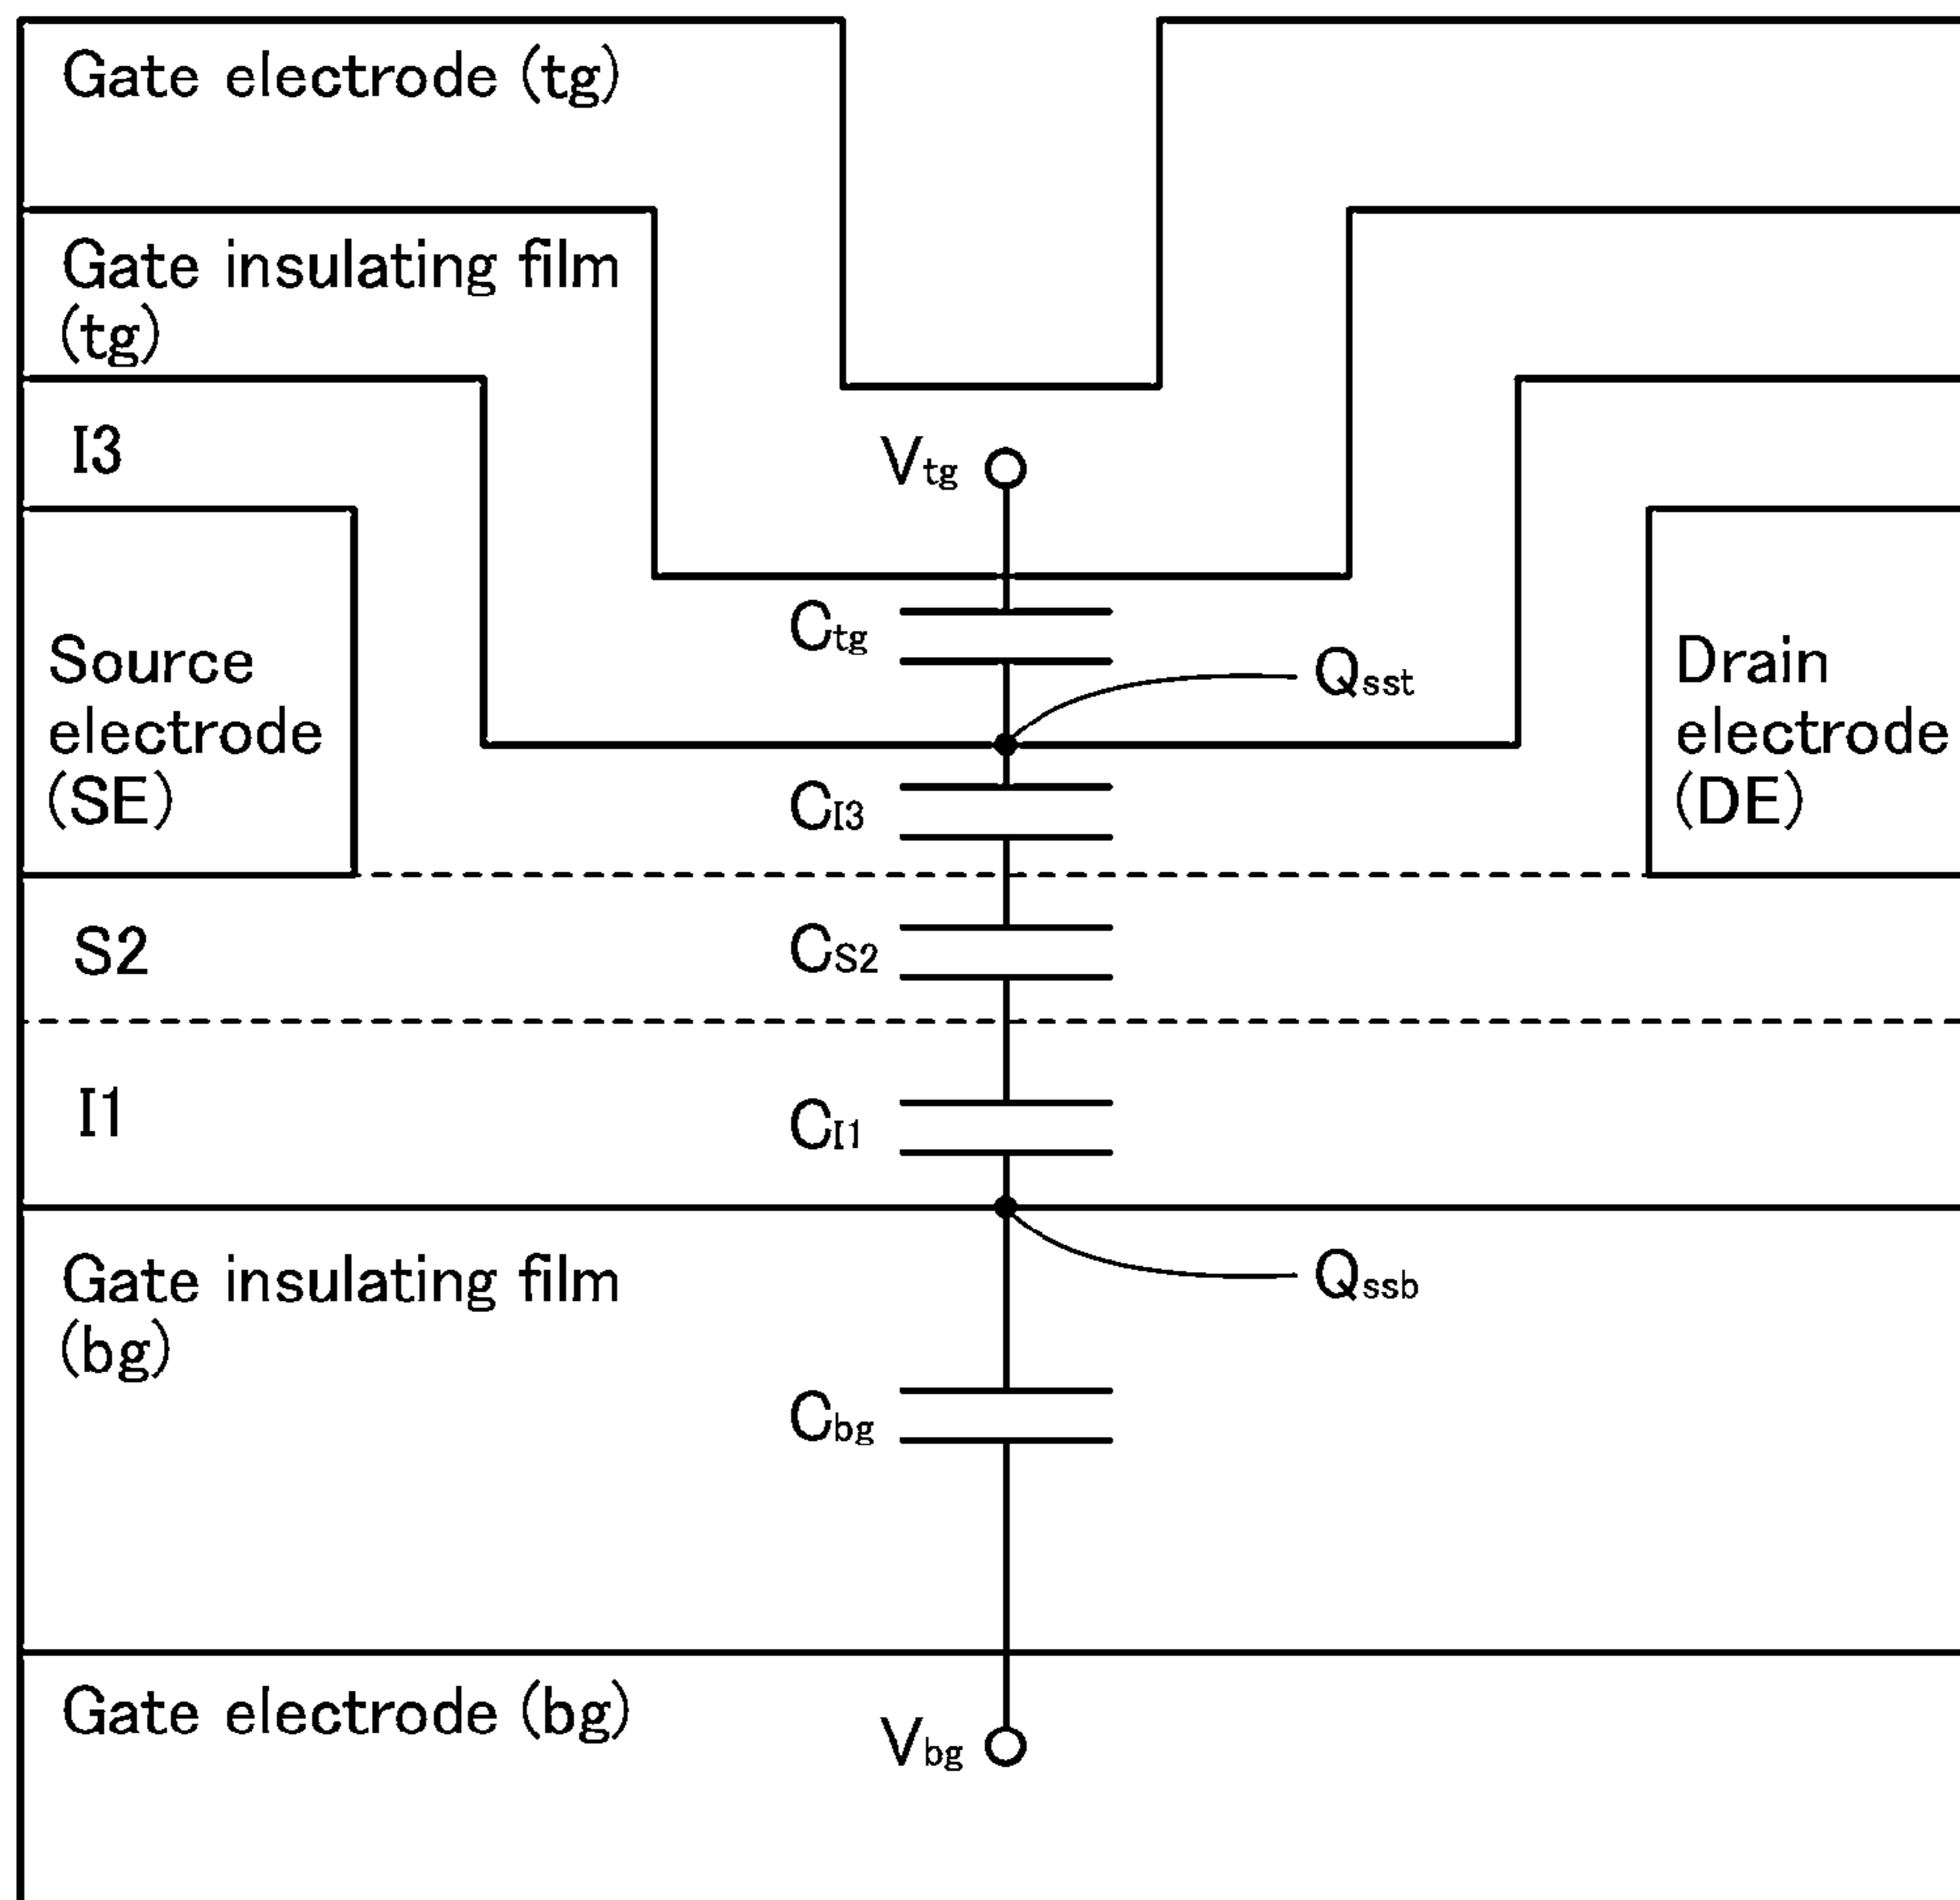 Gate electrode (tg)
Gate insulating film
(tg)
I3
Vtg
Ctg
Qsst
Source
electrode
(SE)
Drain
electrode
(DE)
CI3
S2
CS2
I1
CI1
Gate insulating film
(bg)
Qssb
Cbg
Gate electrode (bg)
Vbg